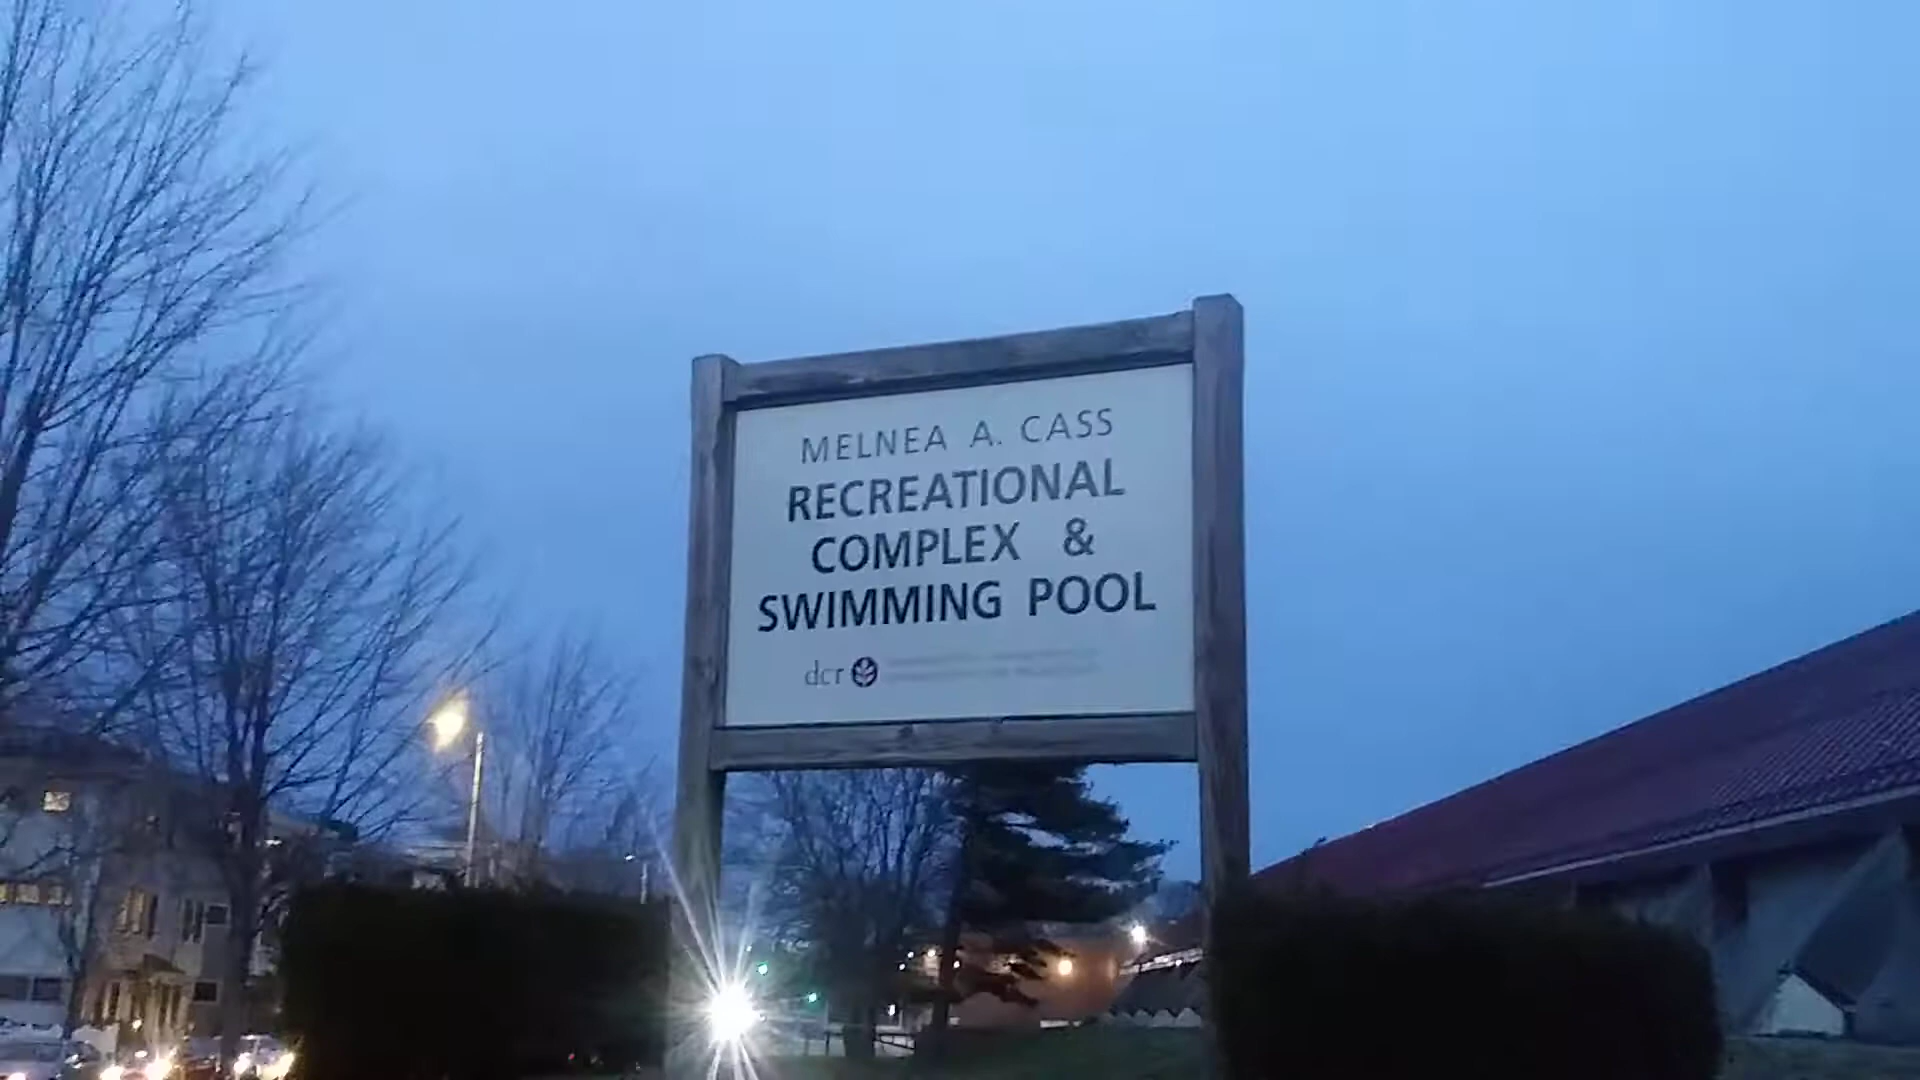 MELNEA A. CASS
RECREATIONAL
COMPLEX &
SWIMMING POOL
dcr